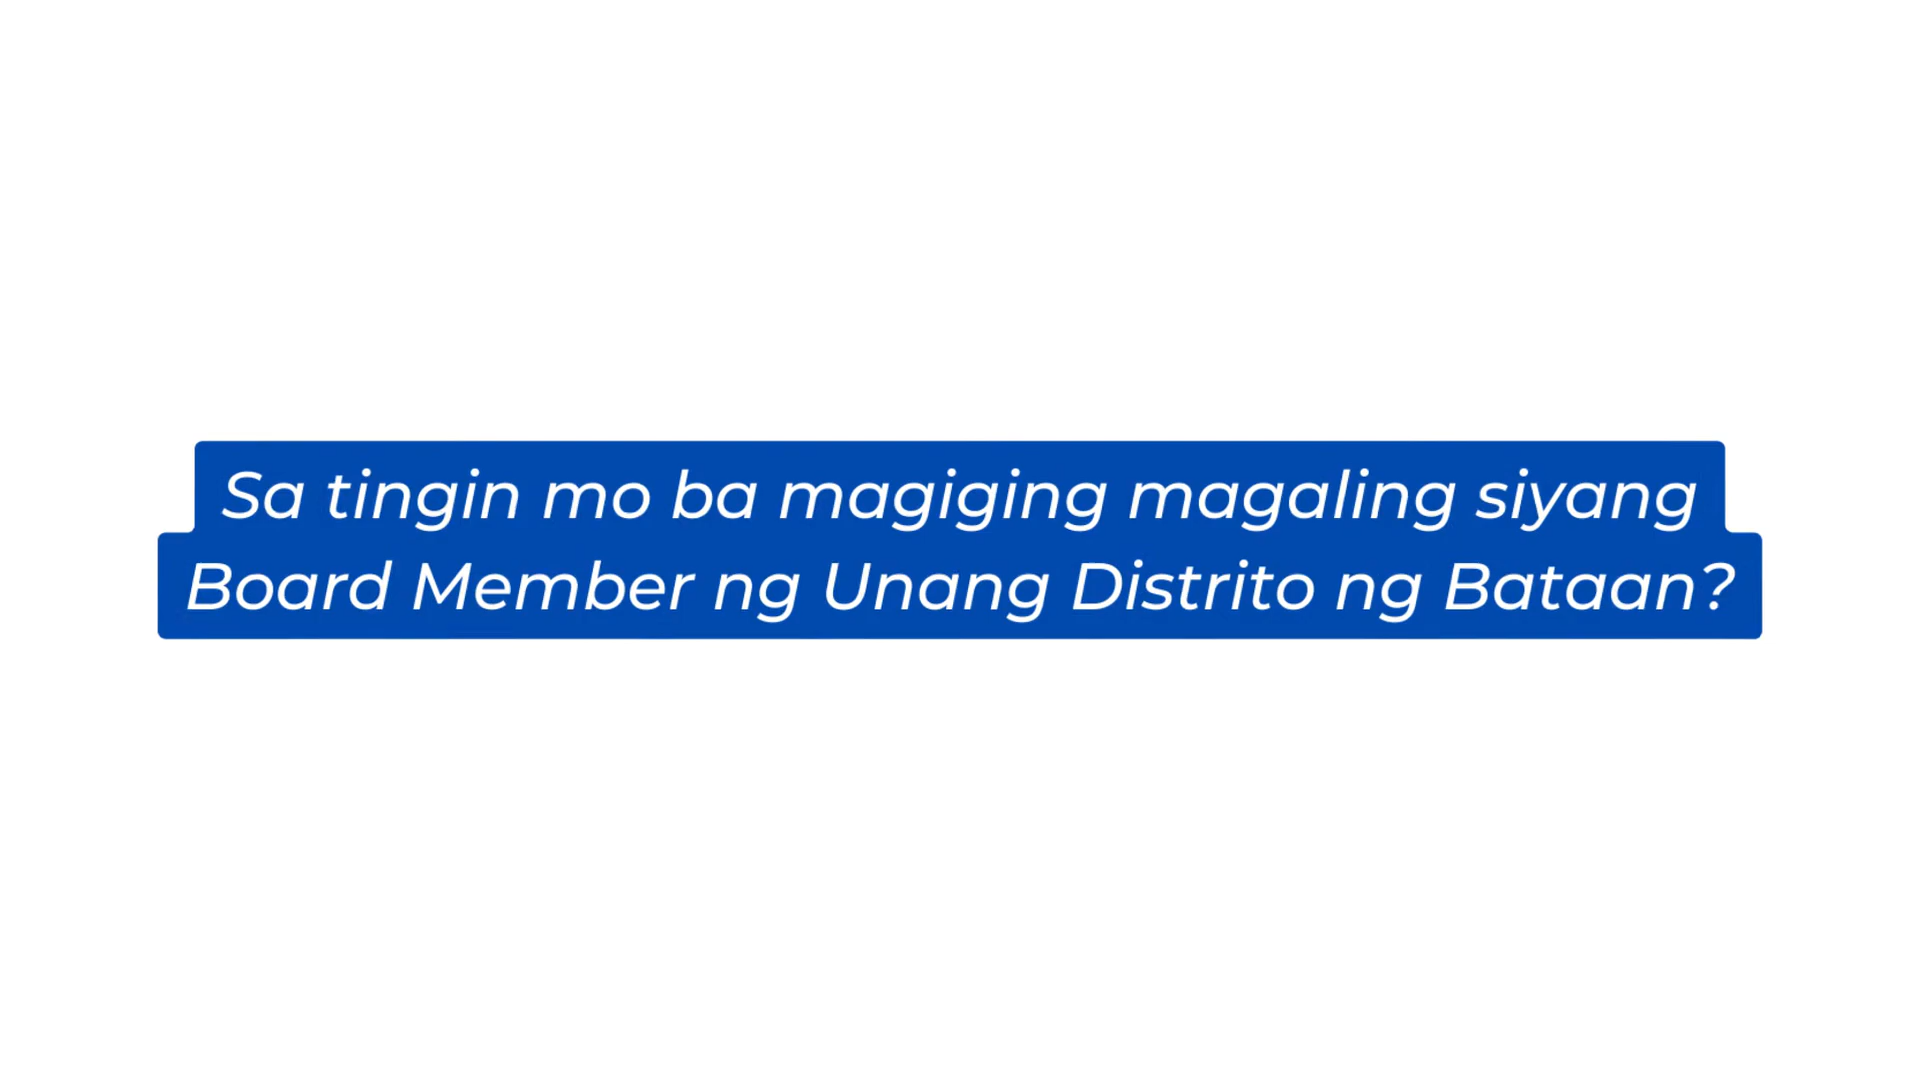 Sa tingin mo ba magiging magaling siyang
Board Member ng Unang Distrito ng Bataan?